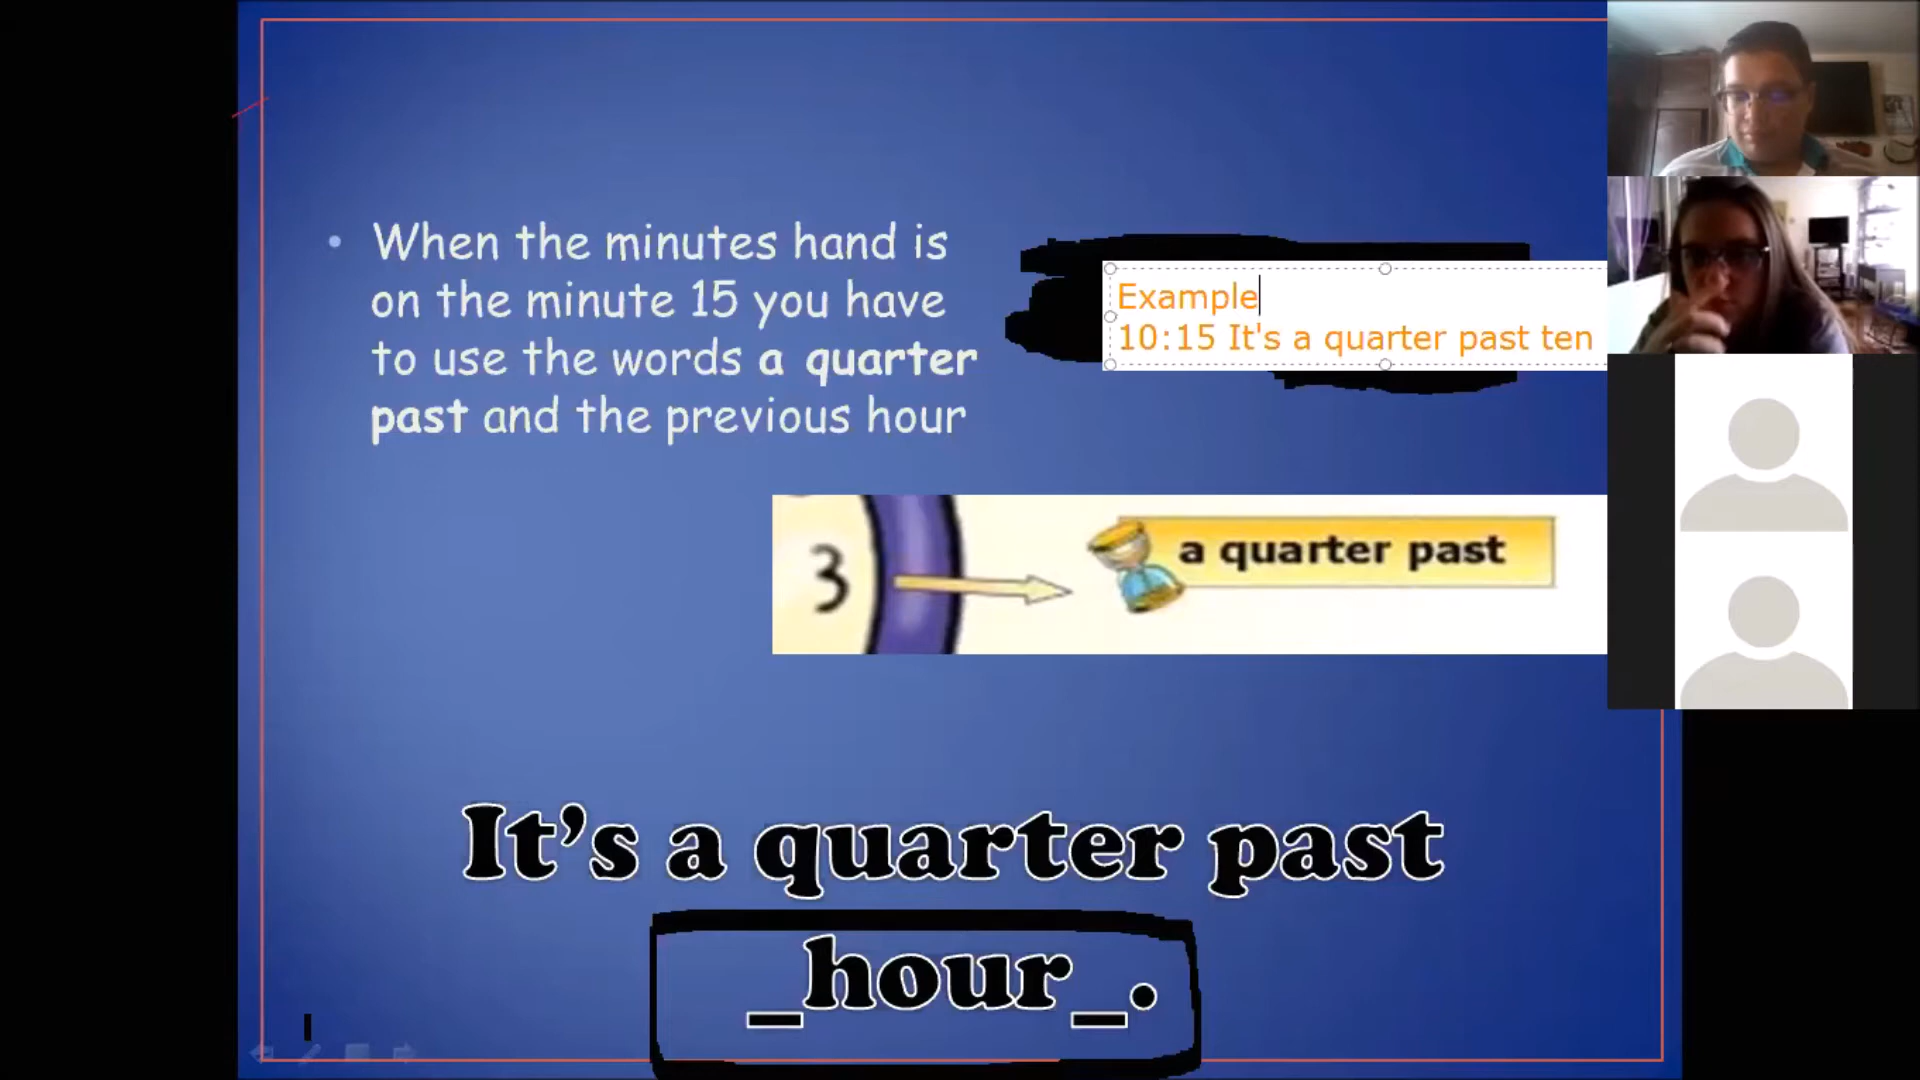 When the minutes hand is
on the minute 15 you have
to use the words a quarter
past and the previous hour
Example
10:15 It's a quarter past ten
3
a quarter past
It’s a quarter past
_hour_.